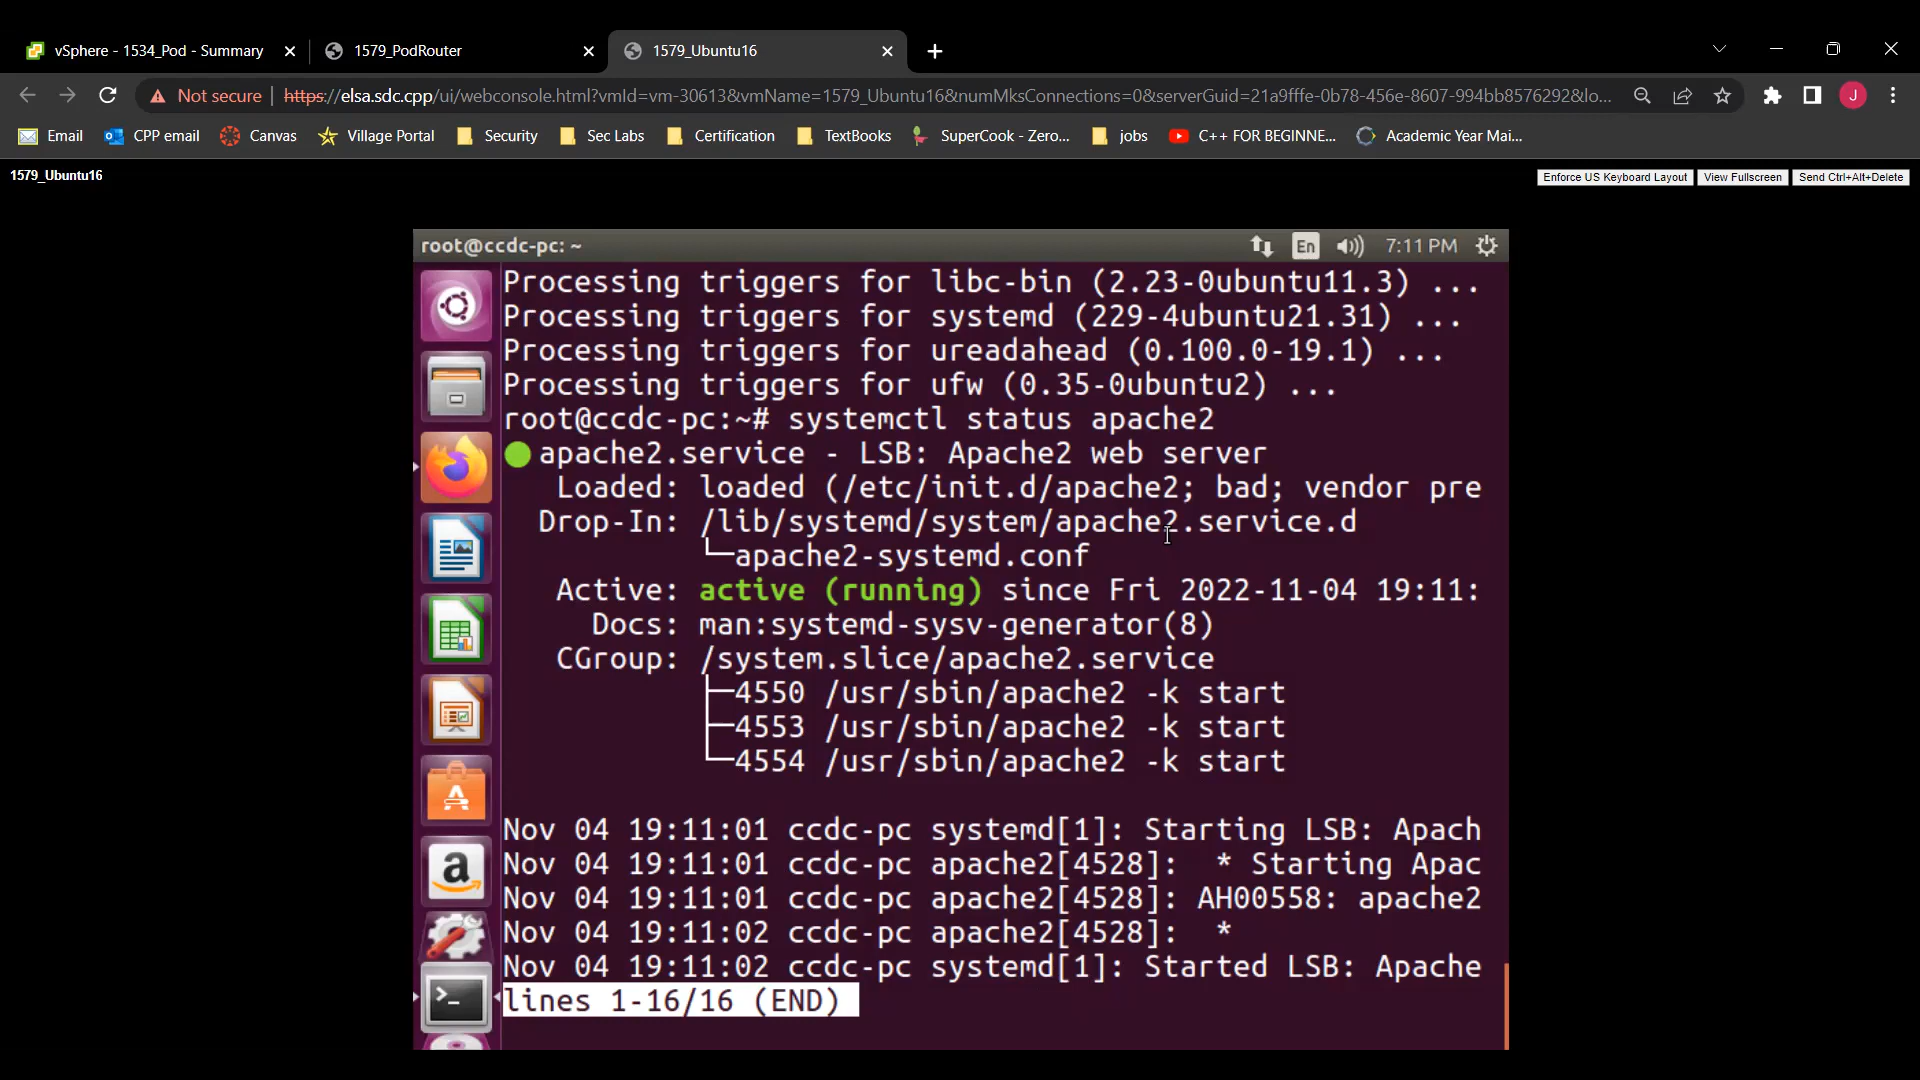 vSphere - 1534_Pod - Summary
1579_PodRouter
1579_Ubuntu16
Not secure
https://elsa.sdc.cpp/ui/webconsole.html?vmId=vm-30613&vmName=1579_Ubuntu16&numMksConnections=0&serverGuid=21a9fffe-0b78-456e-8607-994bb8576292&lo...
J
Email
CPP email
Canvas
Village Portal
Security
Sec Labs
Certification
TextBooks
SuperCook - Zero...
jobs
C++ FOR BEGINNE...
Academic Year Mai...
1579_Ubuntu16
Enforce US Keyboard Layout
View Fullscreen
Send Ctrl+Alt+Delete
root@ccdc-pc: ~
En
7:11 PM
Processing triggers for libc-bin (2.23-0ubuntu11.3) ...
Processing triggers for systemd (229-4ubuntu21.31) ...
Processing triggers for ureadahead (0.100.0-19.1) ...
Processing triggers for ufw (0.35-0ubuntu2) ...
root@ccdc-pc:~# systemctl status apache2
apache2.service - LSB: Apache2 web server
Loaded: loaded (/etc/init.d/apache2; bad; vendor pre
Drop-In: /lib/systemd/system/apache2.service.d
└─apache2-systemd.conf
Active: active (running) since Fri 2022-11-04 19:11:
Docs: man:systemd-sysv-generator(8)
CGroup: /system.slice/apache2.service
├─4550 /usr/sbin/apache2 -k start
├─4553 /usr/sbin/apache2 -k start
└─4554 /usr/sbin/apache2 -k start
Nov 04 19:11:01 ccdc-pc systemd[1]: Starting LSB: Apach
Nov 04 19:11:01 ccdc-pc apache2[4528]:  * Starting Apac
Nov 04 19:11:01 ccdc-pc apache2[4528]: AH00558: apache2
Nov 04 19:11:02 ccdc-pc apache2[4528]:  *
Nov 04 19:11:02 ccdc-pc systemd[1]: Started LSB: Apache
lines 1-16/16 (END)